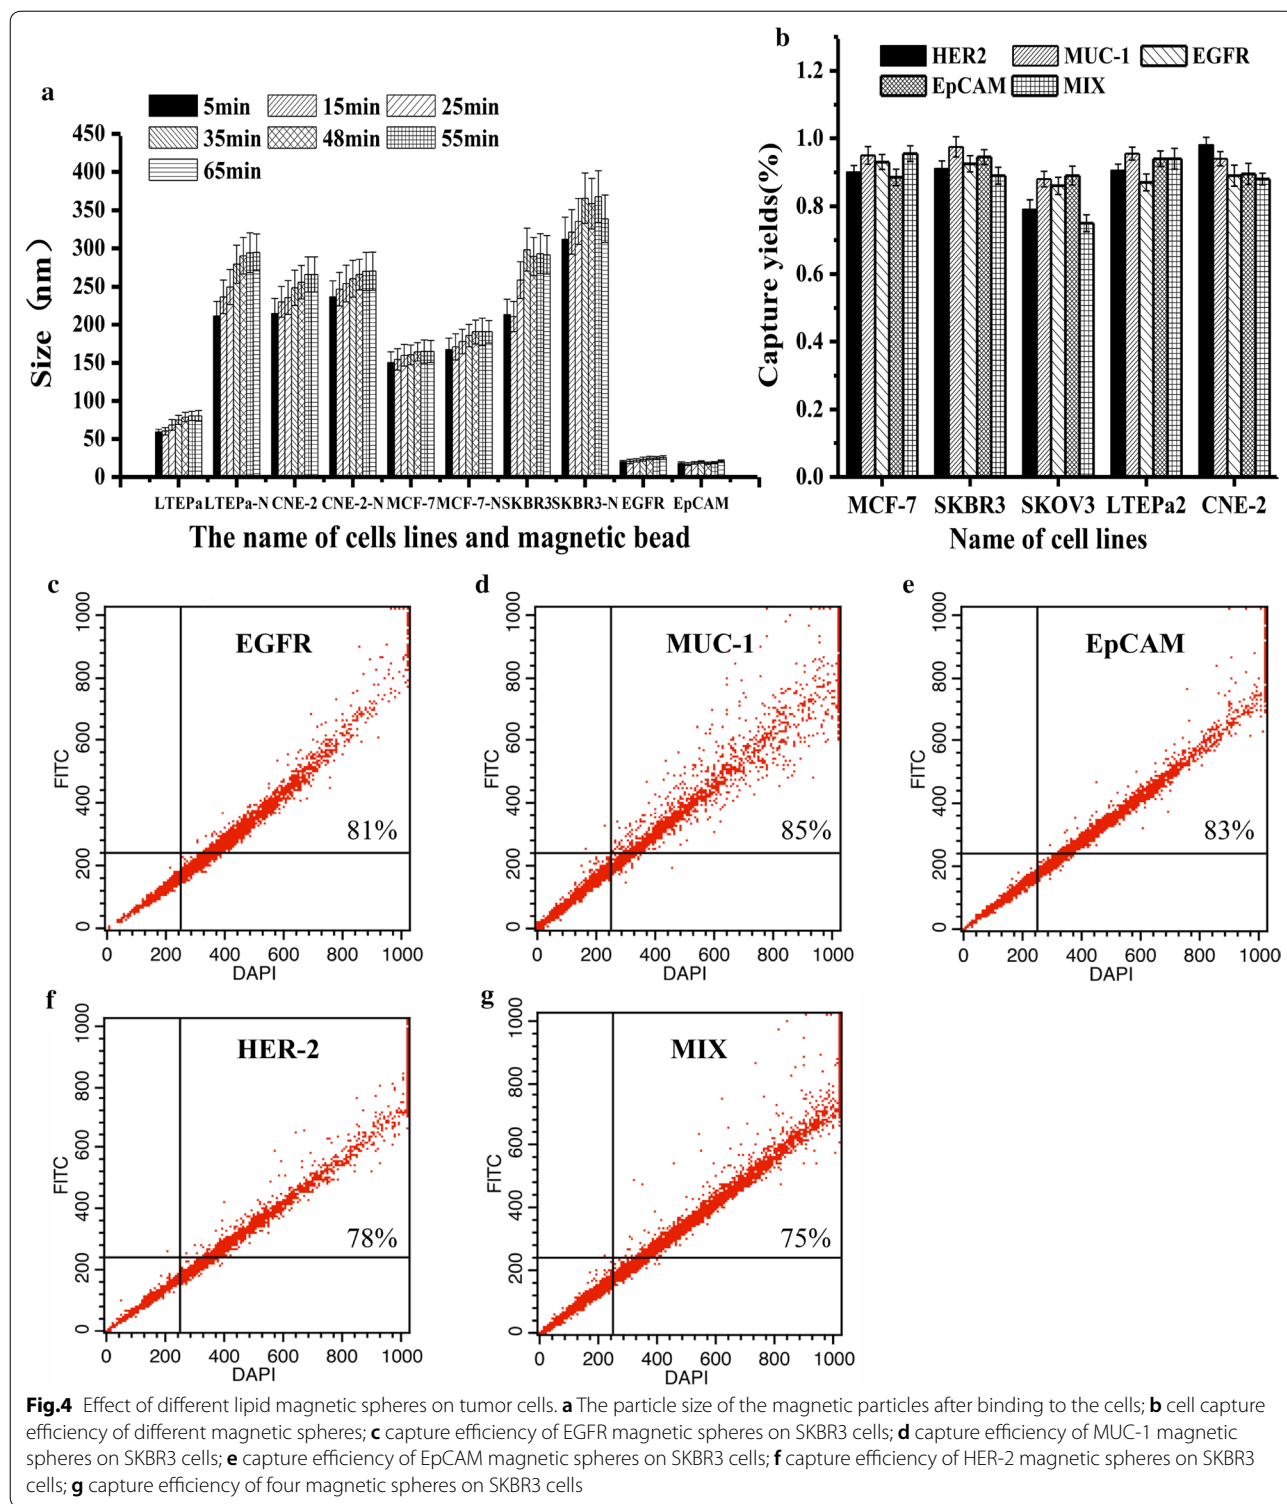 a
5min 15min 25min
35min 48min 55min
65min
450
400
350
300
250
200
150
100
50
0
Size (nm)
LTEPa LTEPa-N CNE-2 CNE-2-N MCF-7 MCF-7-N SKBR3 SKBR3-N EGFR EpCAM
The name of cells lines and magnetic bead
b
HER2 MUC-1 EGFR
EpCAM MIX
1.2
1.0
0.8
0.6
0.4
0.2
0.0
Capture yields(%)
MCF-7 SKBR3 SKOV3 LTEPa2 CNE-2
Name of cell lines
c
EGFR
81%
1000
800
600
400
200
0
FITC
0 200 400 600 800 1000
DAPI
d
MUC-1
85%
1000
800
600
400
200
0
FITC
0 200 400 600 800 1000
DAPI
e
EpCAM
83%
1000
800
600
400
200
0
FITC
0 200 400 600 800 1000
DAPI
f
HER-2
78%
1000
800
600
400
200
0
FITC
0 200 400 600 800 1000
DAPI
g
MIX
75%
1000
800
600
400
200
0
FITC
0 200 400 600 800 1000
DAPI
Fig.4 Effect of different lipid magnetic spheres on tumor cells. a The particle size of the magnetic particles after binding to the cells; b cell capture
efficiency of different magnetic spheres; c capture efficiency of EGFR magnetic spheres on SKBR3 cells; d capture efficiency of MUC-1 magnetic
spheres on SKBR3 cells; e capture efficiency of EpCAM magnetic spheres on SKBR3 cells; f capture efficiency of HER-2 magnetic spheres on SKBR3
cells; g capture efficiency of four magnetic spheres on SKBR3 cells